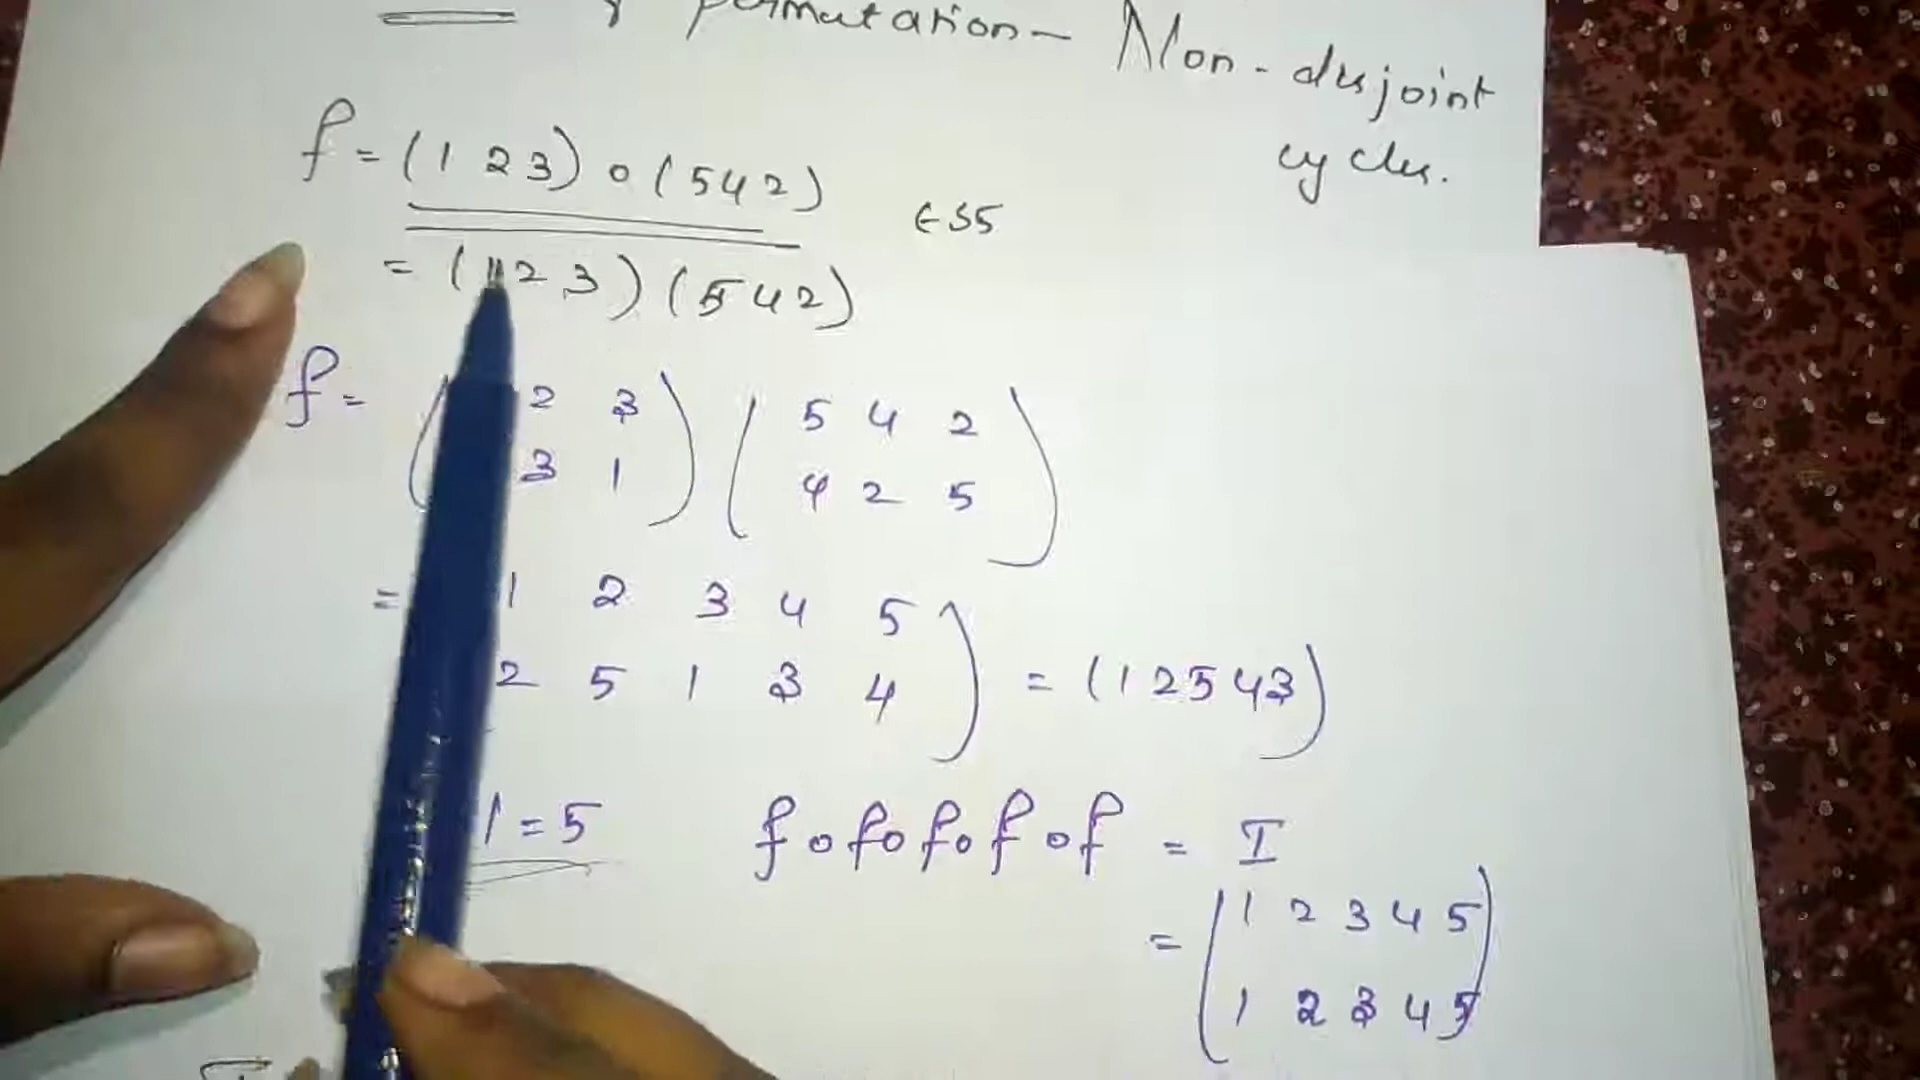 permutation - Non-disjoint
cycles.
f = (1 2 3) o (5 4 2) ∈ S5
= (1 2 3) (5 4 2)
f = ( 2 3 ) ( 5 4 2 )
3 1 4 2 5
= 1 2 3 4 5 )
2 5 1 3 4 = (1 2 5 4 3)
1 = 5 f o f o f o f o f = I
= ( 1 2 3 4 5 )
1 2 3 4 5